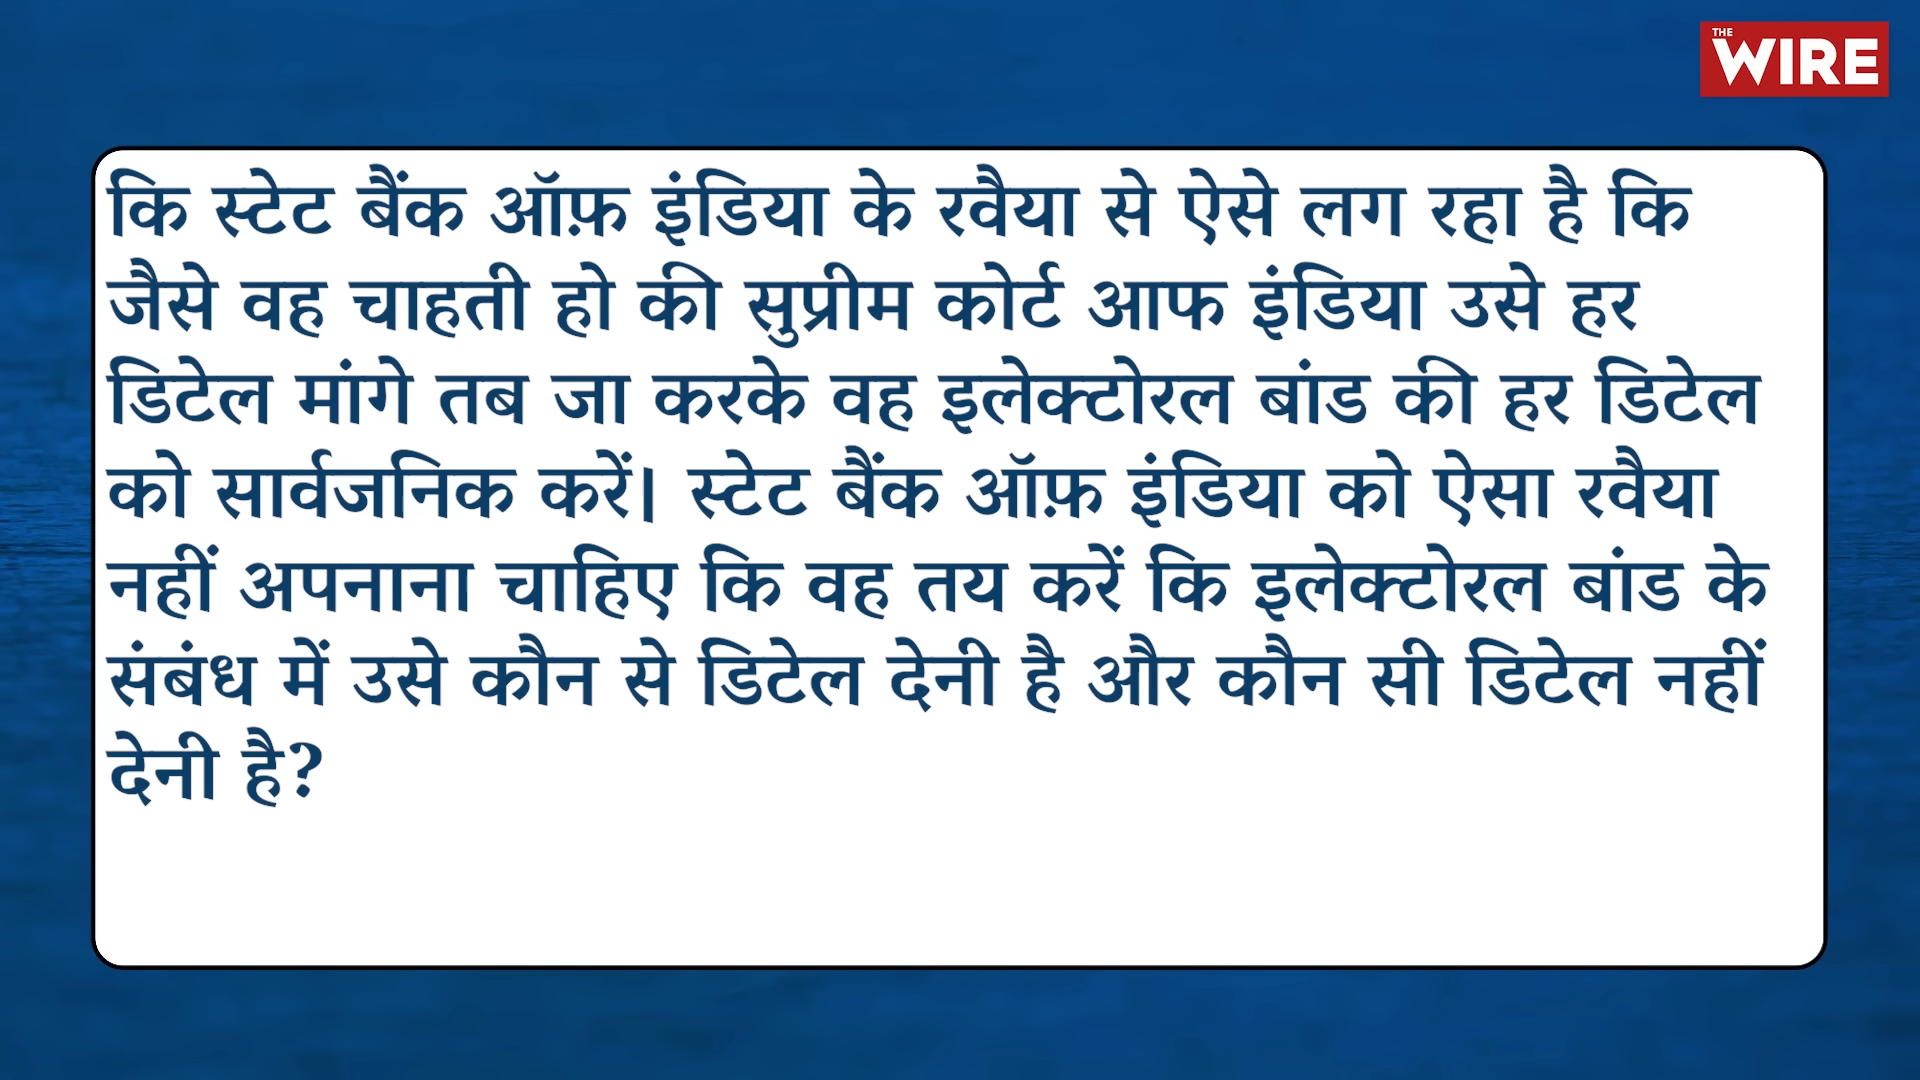 THE
WIRE
कि स्टेट बैंक ऑफ़ इंडिया के रवैया से ऐसे लग रहा है कि
जैसे वह चाहती हो की सुप्रीम कोर्ट आफ इंडिया उसे हर
डिटेल मांगे तब जा करके वह इलेक्टोरल बांड की हर डिटेल
को सार्वजनिक करें। स्टेट बैंक ऑफ़ इंडिया को ऐसा रवैया
नहीं अपनाना चाहिए कि वह तय करें कि इलेक्टोरल बांड के
संबंध में उसे कौन से डिटेल देनी है और कौन सी डिटेल नहीं
देनी है?